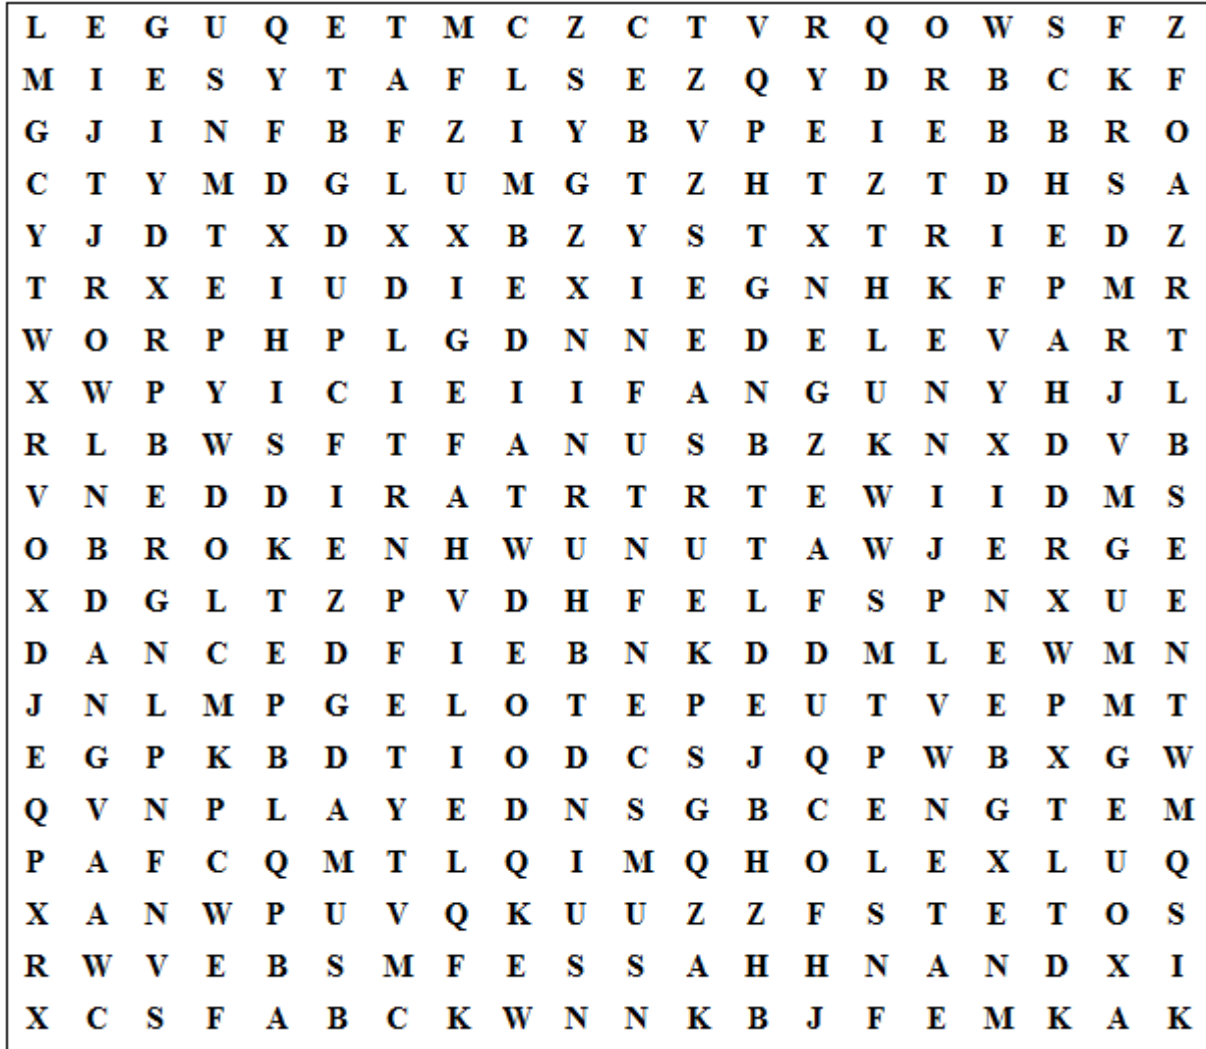 L E G U Q E T M C Z C T V R Q O W S F Z
M I E S Y T A F L S E Z Q Y D R B C K F
G J I N F B F Z I Y B V P E I E B B R O
C T Y M D G L U M G T Z H T Z T D H S A
Y J D T X D X X B Z Y S T X T R I E D Z
T R X E I U D I E X I E G N H K F P M R
W O R P H P L G D N N E D E L E V A R T
X W P Y I C I E I I F A N G U N Y H J L
R L B W S F T F A N U S B Z K N X D V B
V N E D D I R A T R T R T E W I I D M S
O B R O K E N H W U N U T A W J E R G E
X D G L T Z P V D H F E L F S P N X U E
D A N C E D F I E B N K D D M L E W M N
J N L M P G E L O T E P E U T V E P M T
E G P K B D T I O D C S J Q P W B X G W
Q V N P L A Y E D N S G B C E N G T E M
P A F C Q M T L Q I M Q H O L E X L U Q
X A N W P U V Q K U U Z Z F S T E T O S
R W V E B S M F E S S A H H N A N D X I
X C S F A B C K W N N K B J F E M K A K